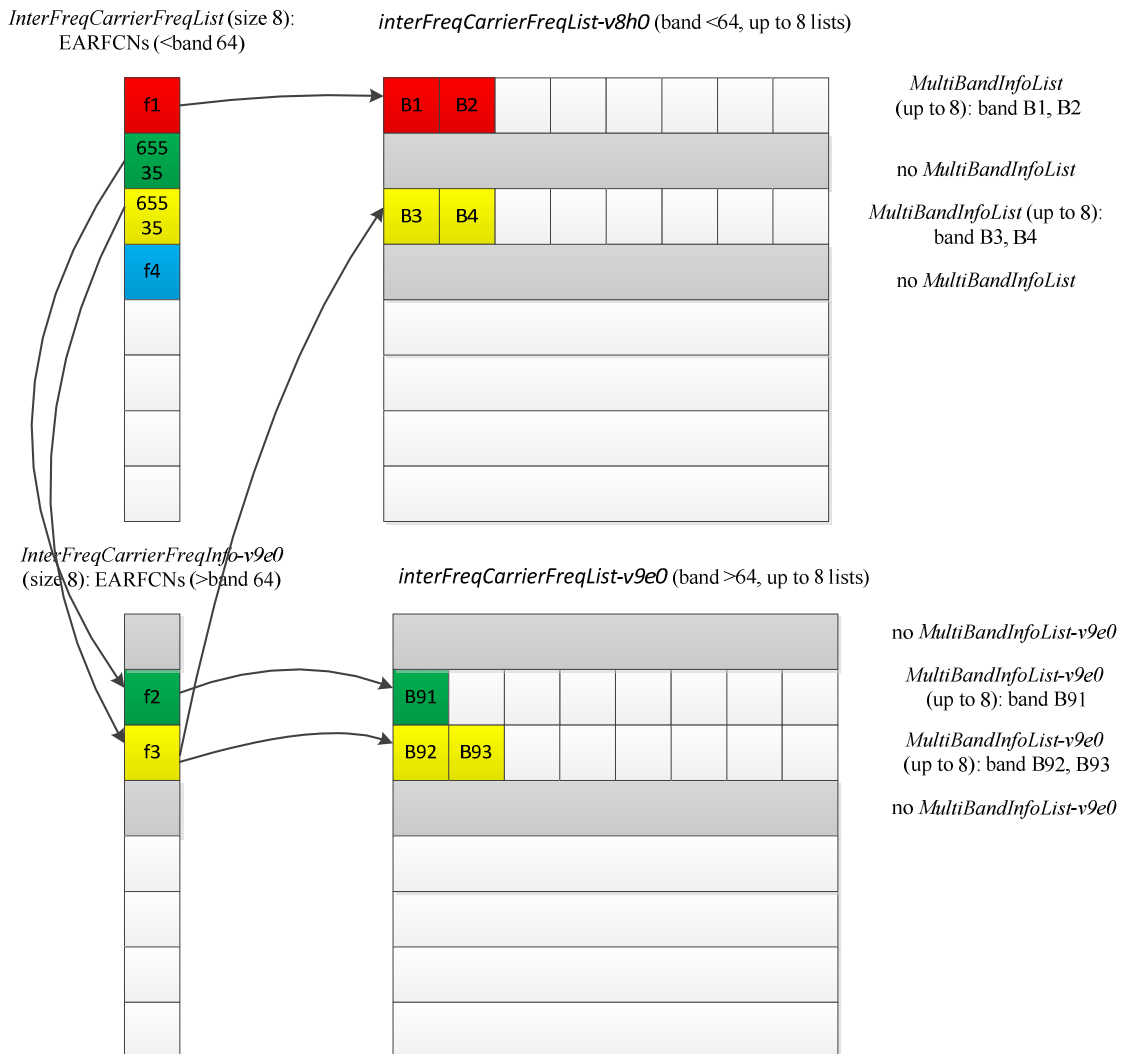 InterFreqCarrierFreqList (size 8):
EARFCNs (<band 64)
interFreqCarrierFreqList-v8h0 (band <64, up to 8 lists)
f1
B1 B2
MultiBandInfoList
(up to 8): band B1, B2
655
35
no MultiBandInfoList
655
35
B3 B4
MultiBandInfoList (up to 8):
band B3, B4
f4
no MultiBandInfoList
InterFreqCarrierFreqInfo-v9e0
(size 8): EARFCNs (>band 64)
interFreqCarrierFreqList-v9e0 (band >64, up to 8 lists)
no MultiBandInfoList-v9e0
f2
B91
MultiBandInfoList-v9e0
(up to 8): band B91
f3
B92 B93
MultiBandInfoList-v9e0
(up to 8): band B92, B93
no MultiBandInfoList-v9e0